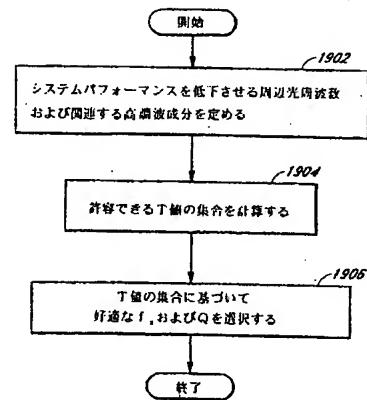 開始
1902
システムパフォーマンスを低下させる周辺光周波数
および関連する高調波成分を定める
1904
許容できるT値の集合を計算する
1906
T値の集合に基づいて
好適なfsおよびQを選択する
終了